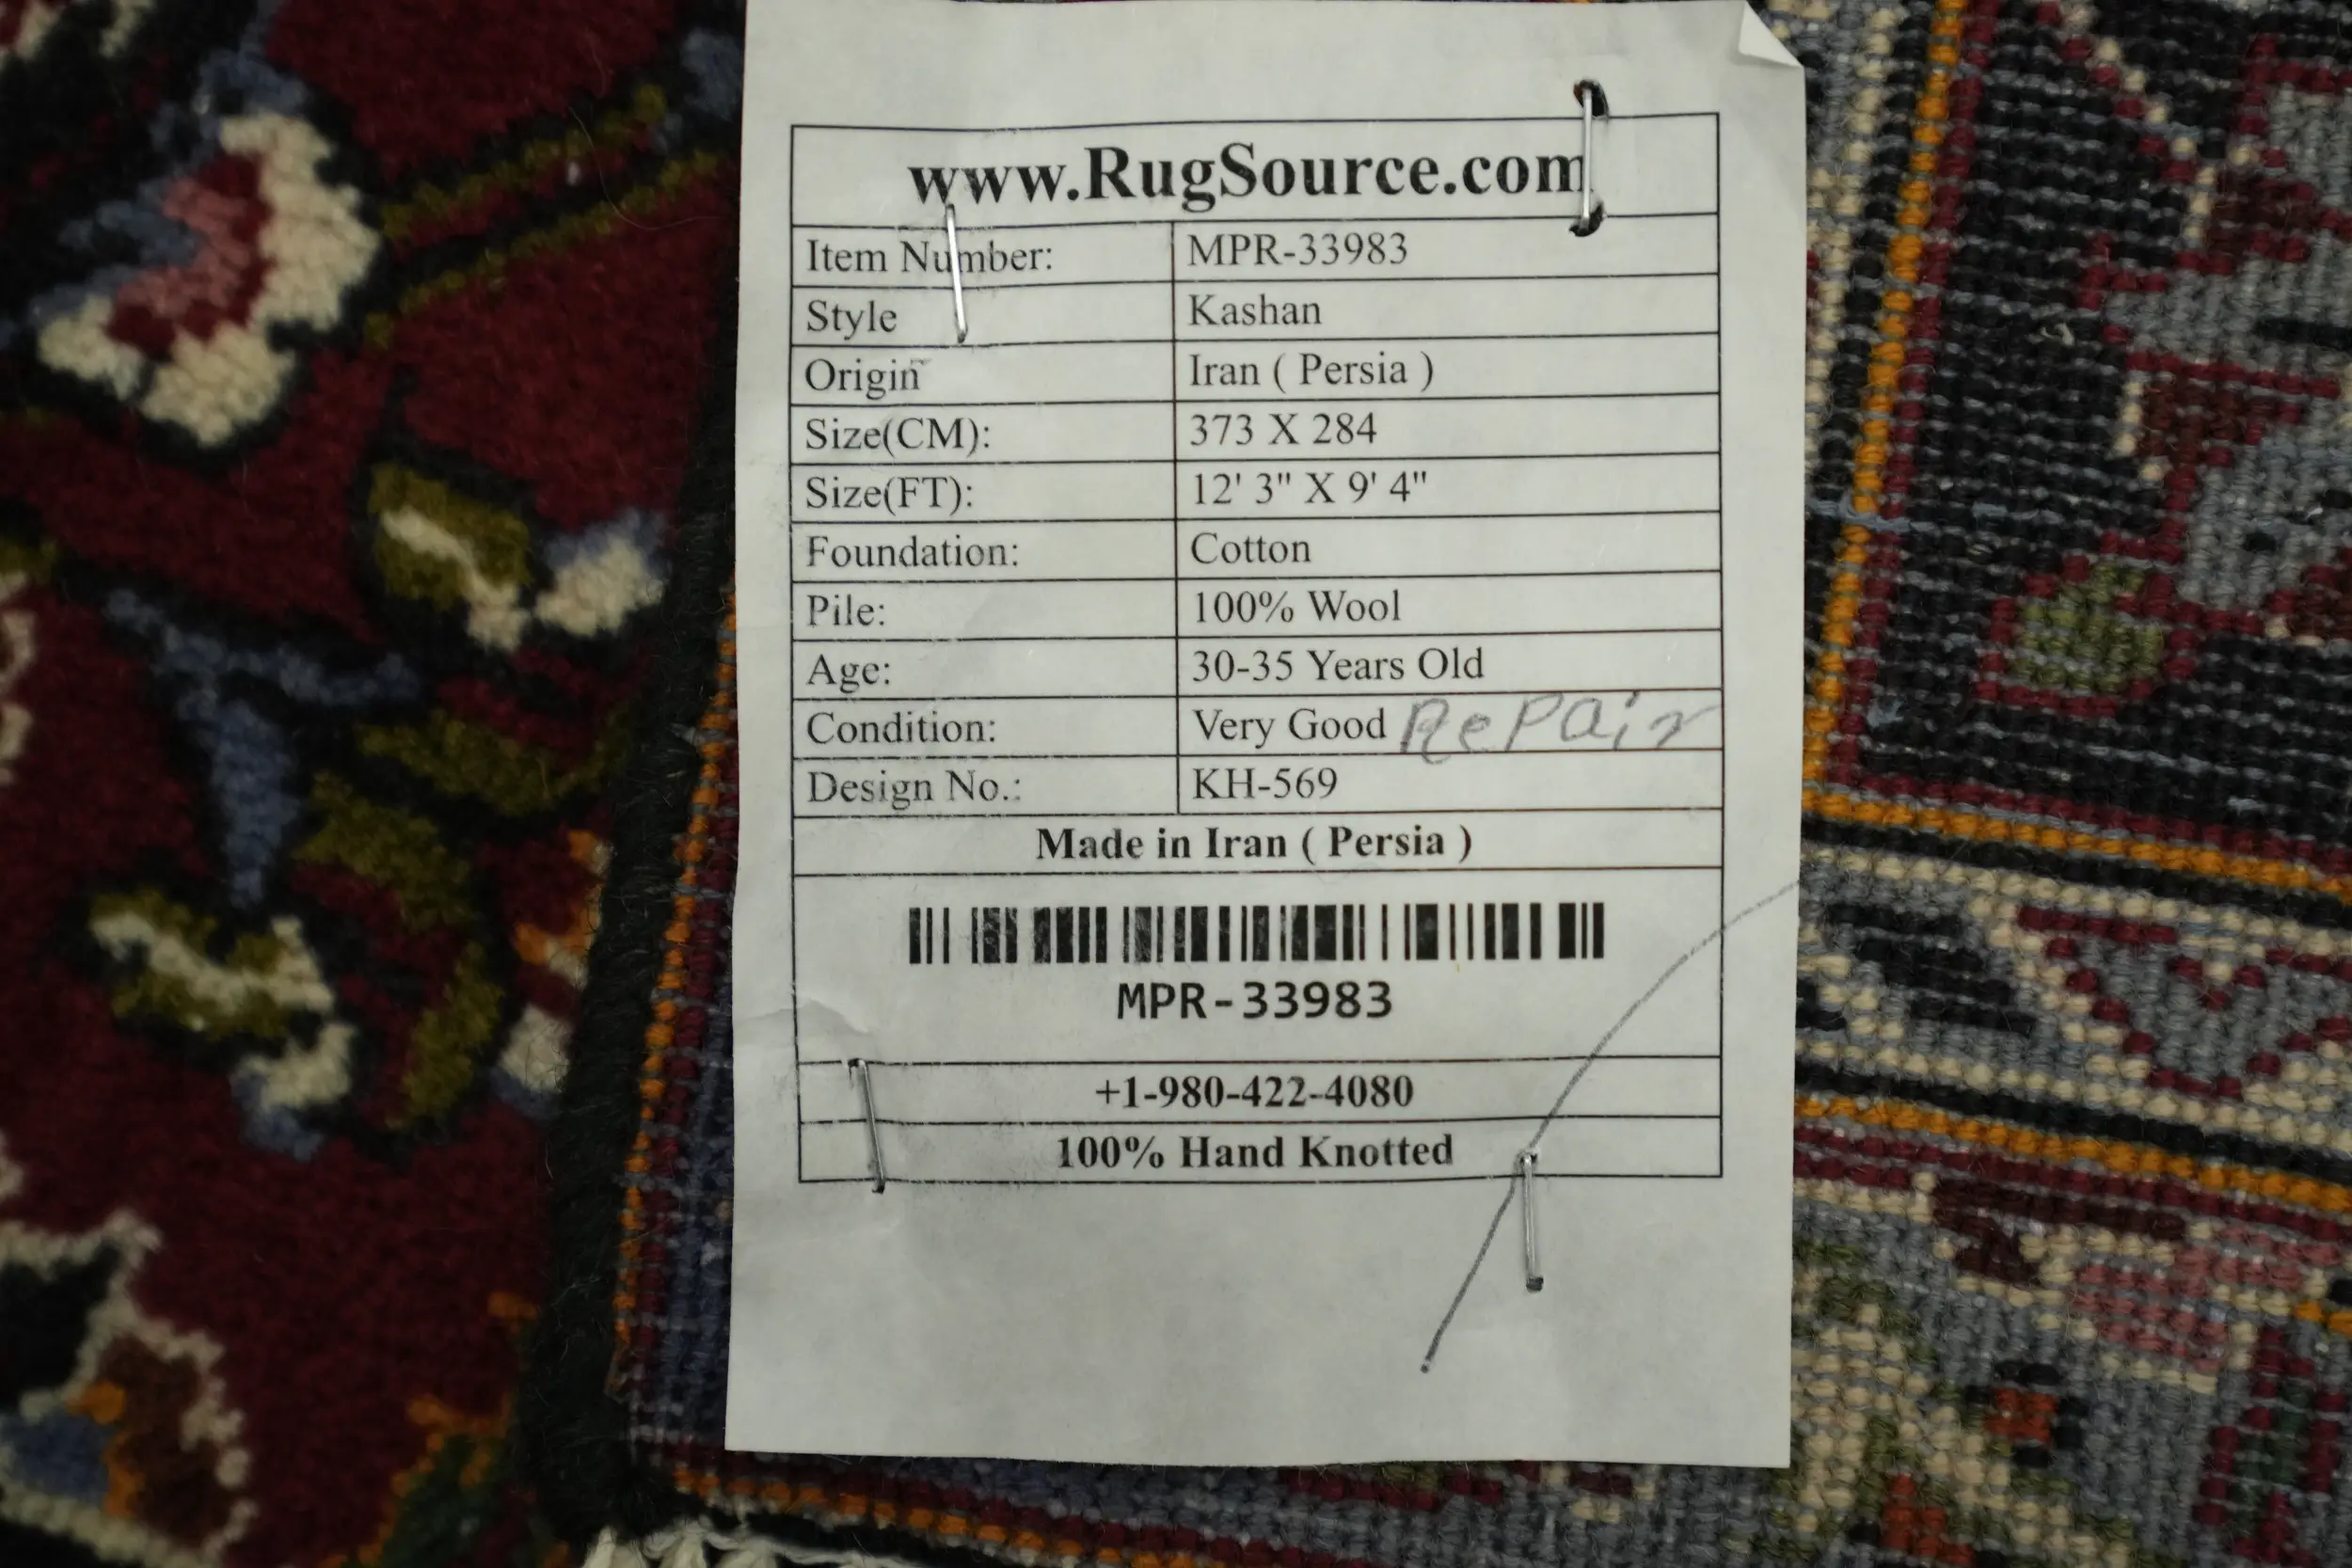 www.RugSource.com
Item Number: MPR-33983
Style Kashan
Origin Iran ( Persia )
Size(CM): 373 X 284
Size(FT): 12' 3" X 9' 4"
Foundation: Cotton
Pile: 100% Wool
Age: 30-35 Years Old
Condition: Very Good RePair
Design No.: KH-569
Made in Iran ( Persia )
MPR-33983
+1-980-422-4080
100% Hand Knotted